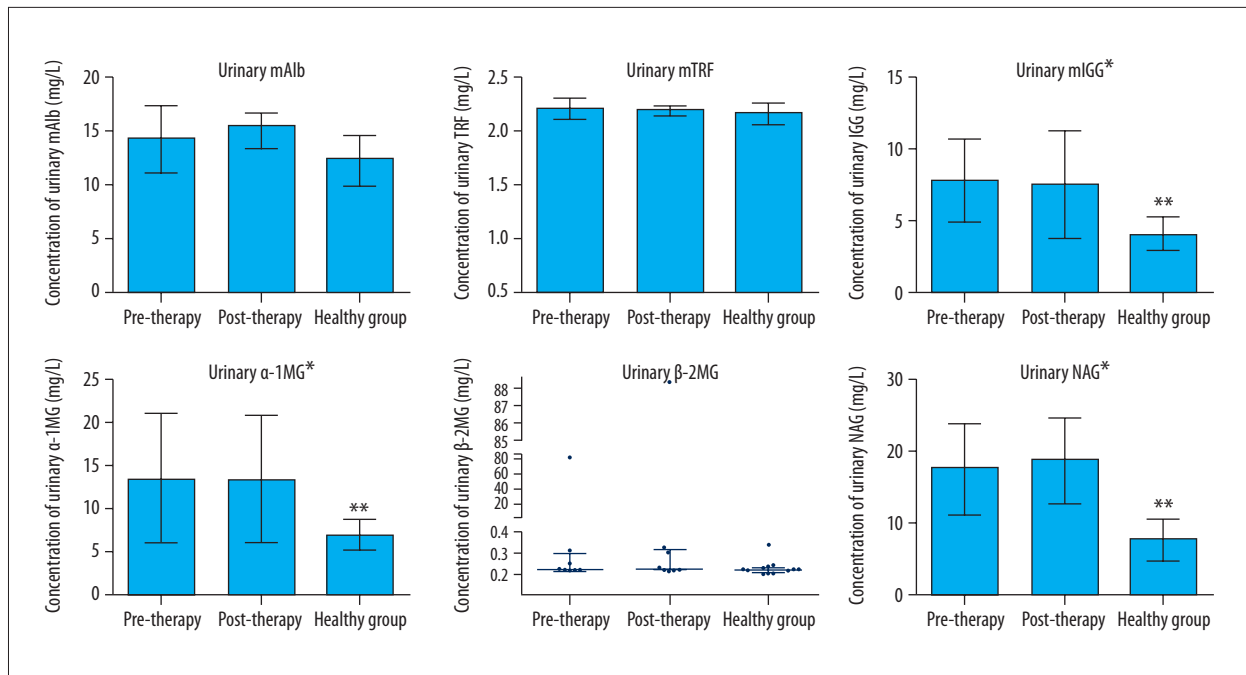 Urinary mAlb
Concentration of urinary mAlb (mg/L)
20
15
10
5
0
Pre-therapy Post-therapy Healthy group
Urinary mTRF
Concentration of urinary TRF (mg/L)
2.5
2.0
1.5
1.0
0.5
Pre-therapy Post-therapy Healthy group
Urinary mIGG*
Concentration of urinary IGG (mg/L)
15
10
5
0
**
Pre-therapy Post-therapy Healthy group
Urinary α-1MG*
Concentration of urinary α-1MG (mg/L)
25
20
15
10
5
0
**
Pre-therapy Post-therapy Healthy group
Urinary β-2MG
Concentration of urinary β-2MG (mg/L)
88
87
86
85
80
60
40
20
0.4
0.3
0.2
Pre-therapy Post-therapy Healthy group
Urinary NAG*
Concentration of urinary NAG (mg/L)
30
20
10
0
**
Pre-therapy Post-therapy Healthy group